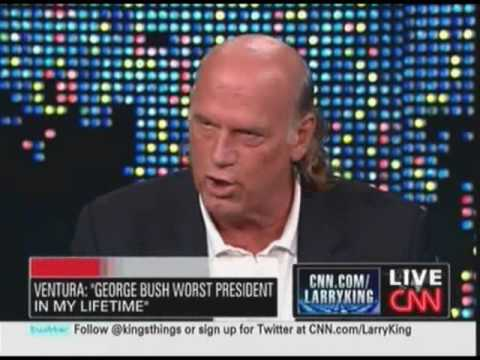 VENTURA: "GEORGE BUSH WORST PRESIDENT
IN MY LIFETIME"
CNN.COM/
LARRYKING
LIVE
CNN
twitter Follow @kingsthings or sign up for Twitter at CNN.com/LarryKing